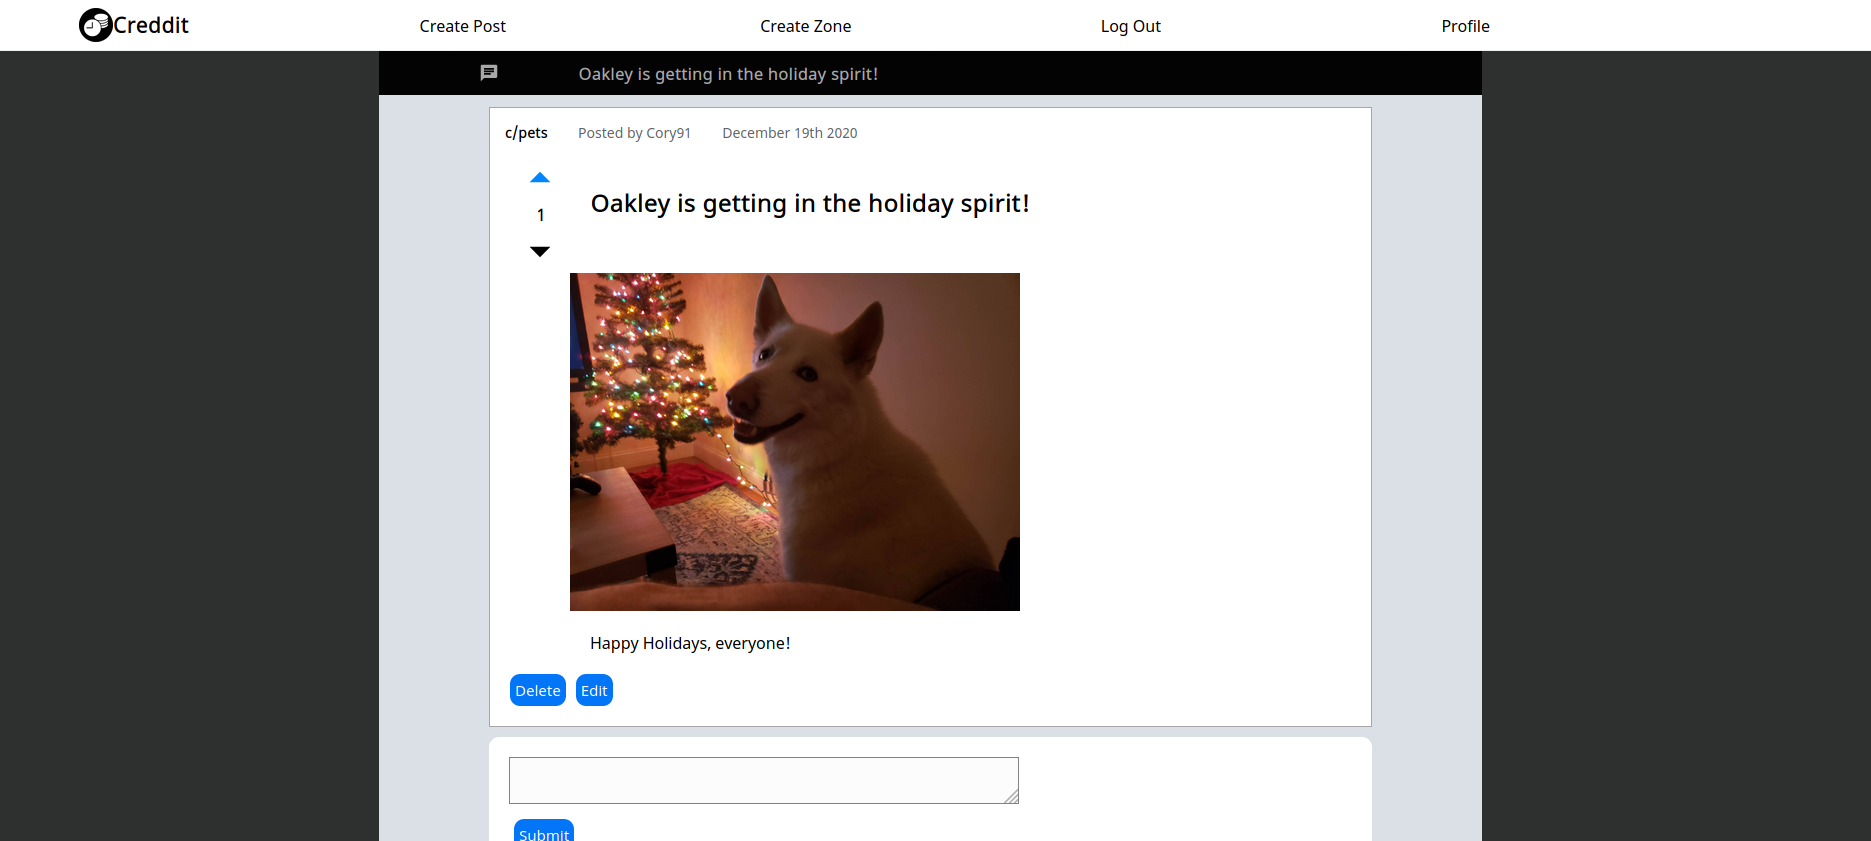 Creddit
Create Post
Create Zone
Log Out
Profile
Oakley is getting in the holiday spirit!
c/pets Posted by Cory91 December 19th 2020
Oakley is getting in the holiday spirit!
1
Happy Holidays, everyone!
Delete Edit
Submit